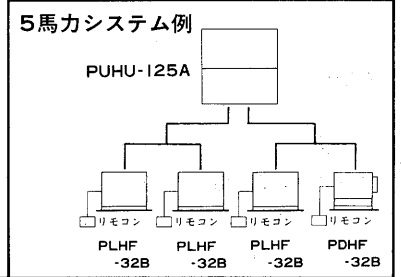 5馬力システム例
PUHU-125A
リモコン リモコン リモコン リモコン
PLHF PLHF PLHF PDHF
-32B -32B -32B -32B